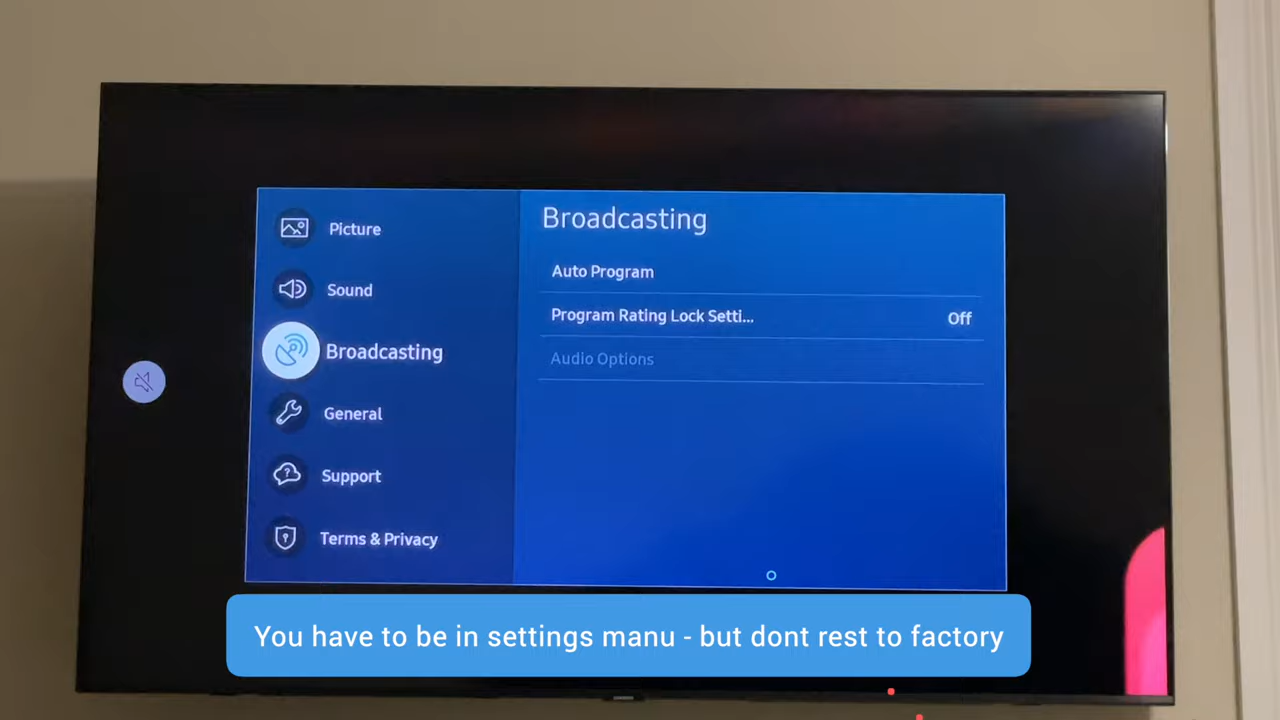 Picture
Sound
Broadcasting
General
Support
Terms & Privacy
Broadcasting
Auto Program
Program Rating Lock Setti... Off
Audio Options
You have to be in settings manu - but dont rest to factory